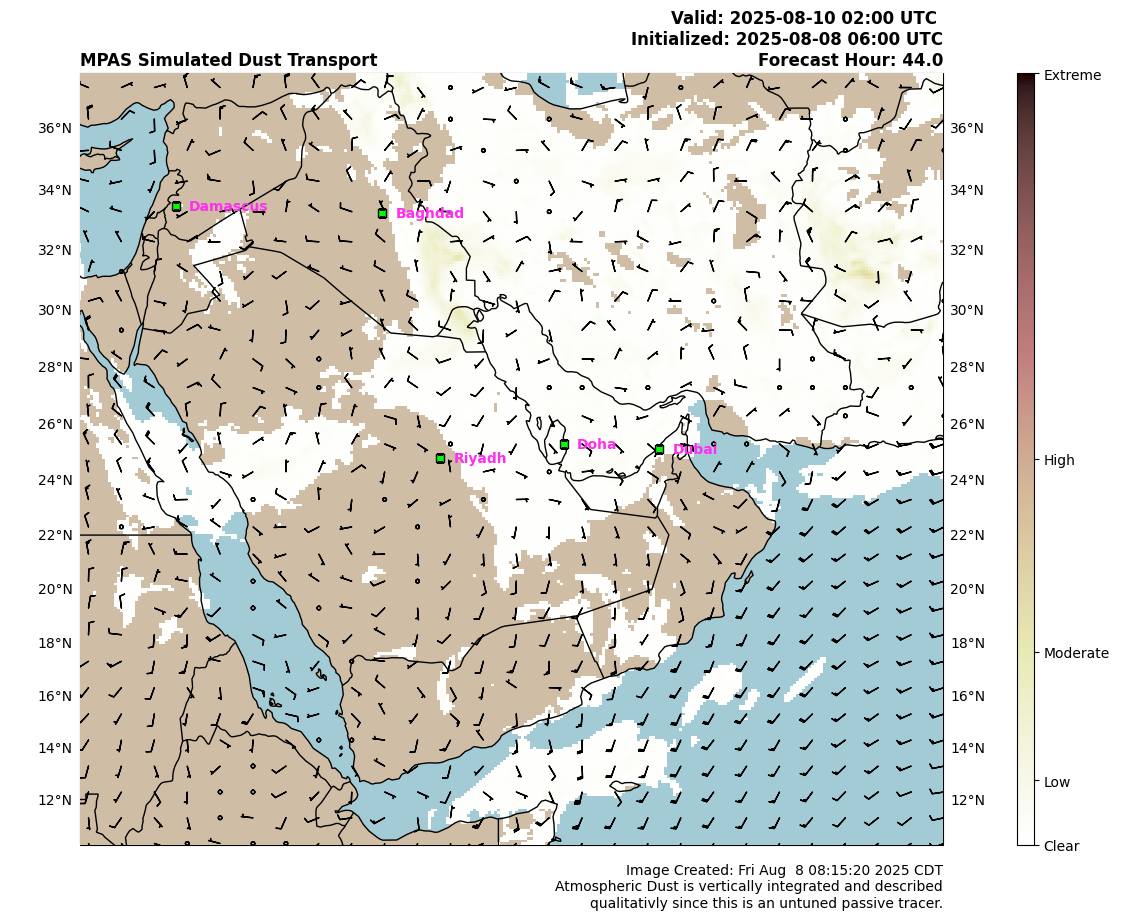 Valid: 2025-08-10 02:00 UTC
Initialized: 2025-08-08 06:00 UTC
MPAS Simulated Dust Transport
Forecast Hour: 44.0
Extreme
High
Moderate
Low
Clear
36°N
34°N
32°N
30°N
28°N
26°N
24°N
22°N
20°N
18°N
16°N
14°N
12°N
36°N
34°N
32°N
30°N
28°N
26°N
24°N
22°N
20°N
18°N
16°N
14°N
12°N
Damascus
Baghdad
Doha
Dubai
Riyadh
Image Created: Fri Aug  8 08:15:20 2025 CDT
Atmospheric Dust is vertically integrated and described
qualitativly since this is an untuned passive tracer.